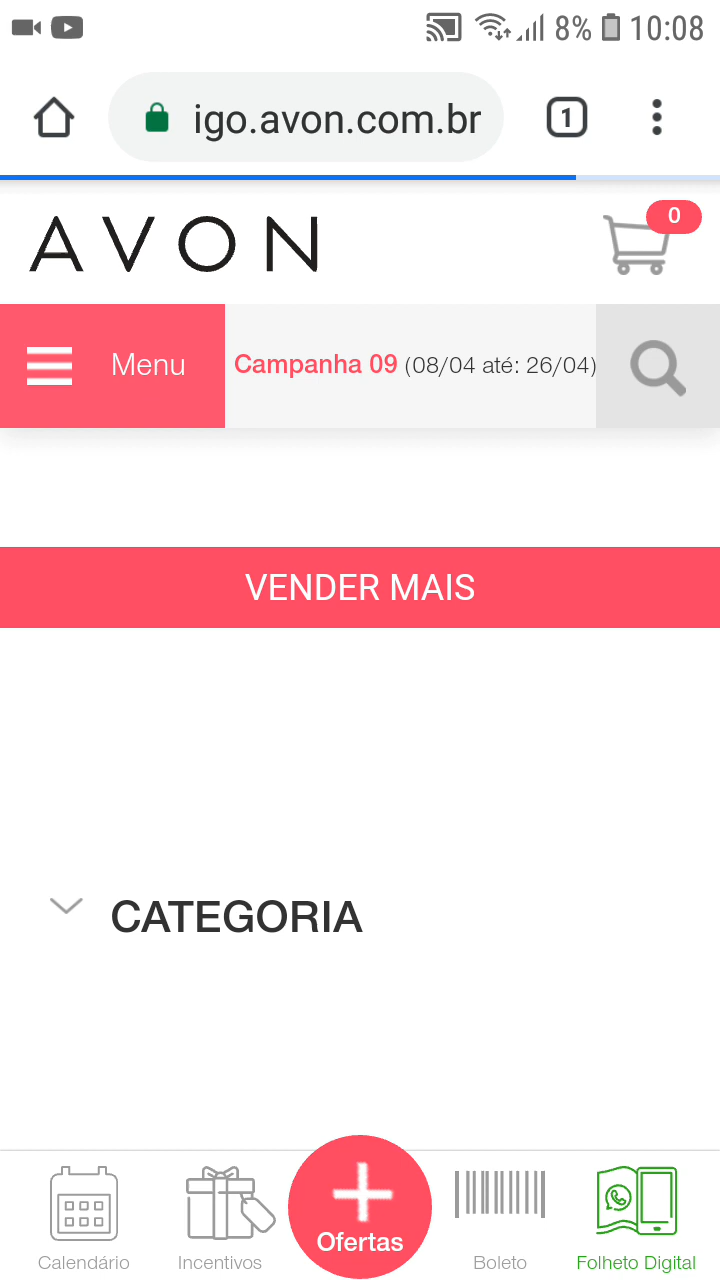 8% 10:08
igo.avon.com.br 1
AVON 0
Menu Campanha 09 (08/04 até: 26/04)
VENDER MAIS
CATEGORIA
Ofertas
Calendário Incentivos Boleto Folheto Digital